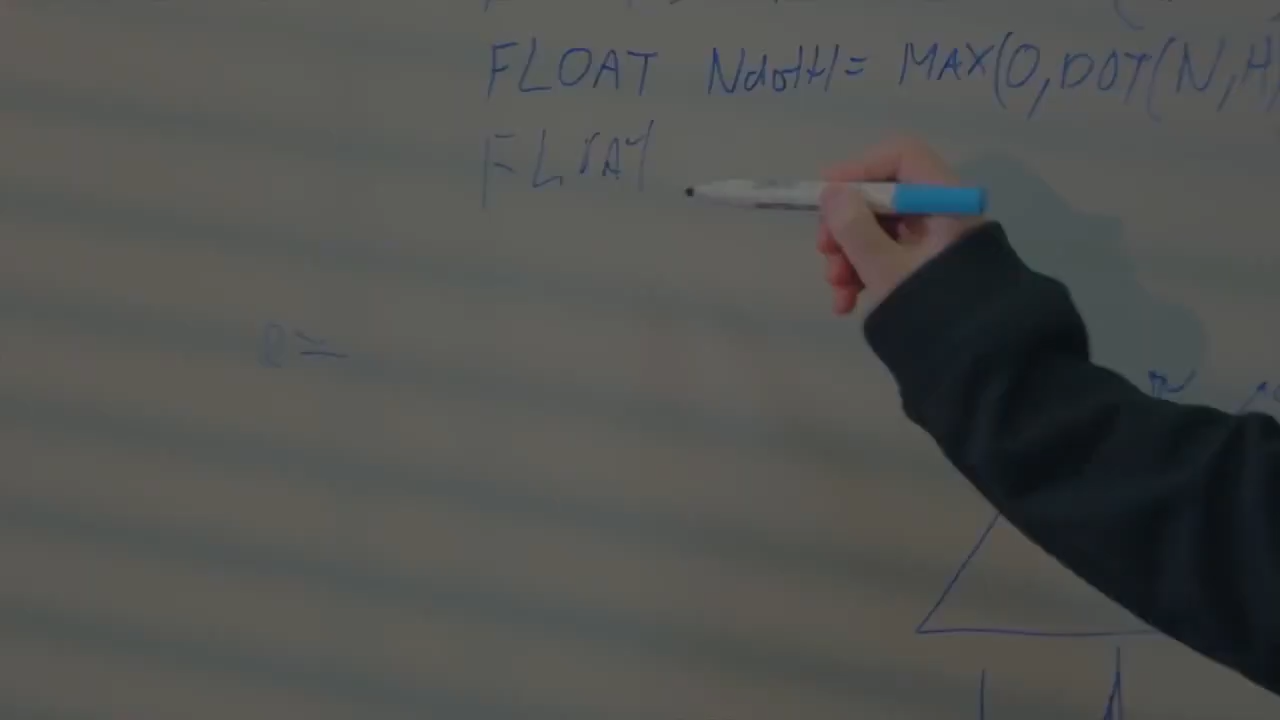 FLOAT NdotH = MAX(0,DOT(N,H)
FLOAT
e =